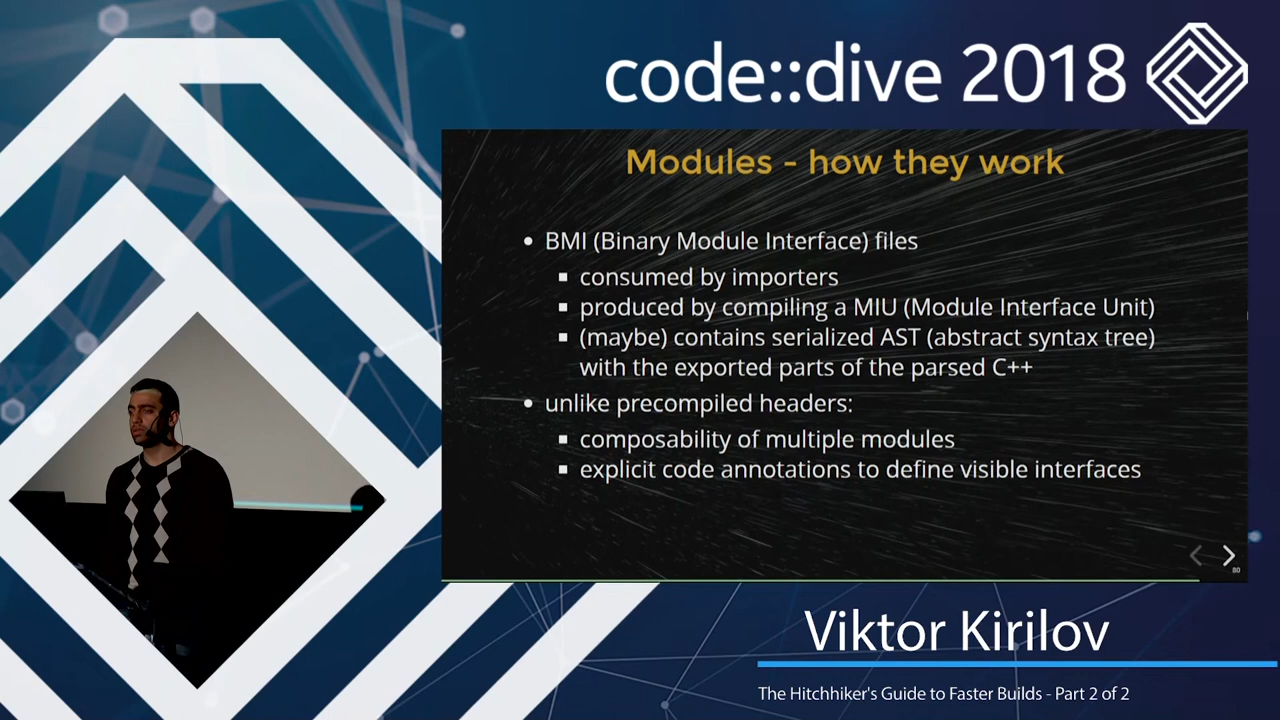 code::dive 2018
Modules - how they work
• BMI (Binary Module Interface) files
▪ consumed by importers
▪ produced by compiling a MIU (Module Interface Unit)
▪ (maybe) contains serialized AST (abstract syntax tree)
with the exported parts of the parsed C++
• unlike precompiled headers:
▪ composability of multiple modules
▪ explicit code annotations to define visible interfaces
80
Viktor Kirilov
The Hitchhiker's Guide to Faster Builds - Part 2 of 2